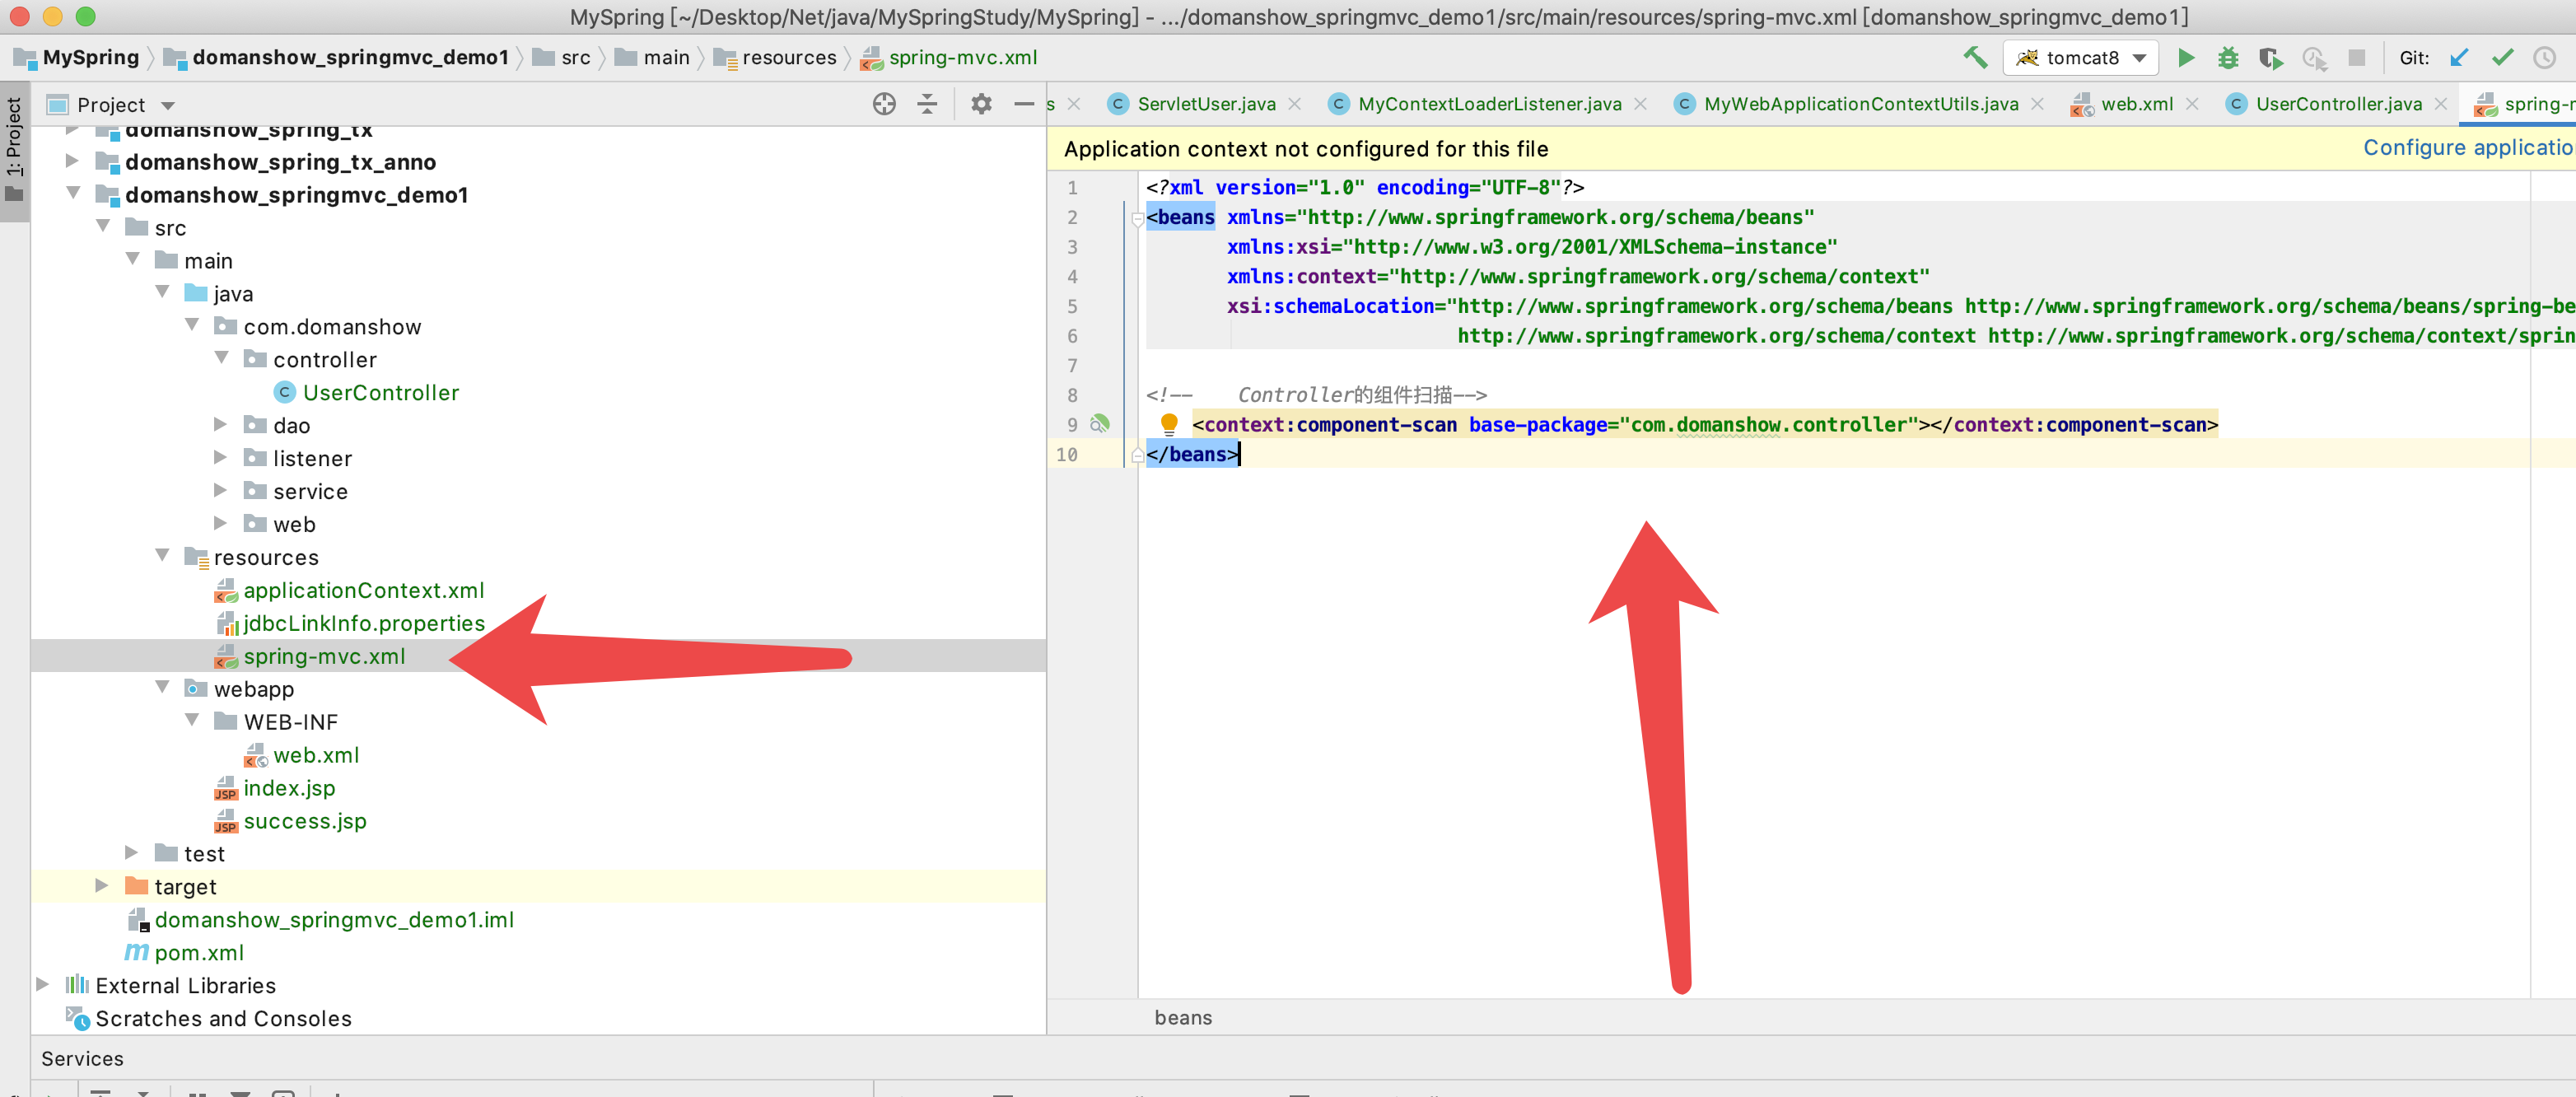 MySpring [~/Desktop/Net/java/MySpringStudy/MySpring] - .../domanshow_springmvc_demo1/src/main/resources/spring-mvc.xml [domanshow_springmvc_demo1]
MySpring domanshow_springmvc_demo1 src main resources spring-mvc.xml tomcat8 Git:
1: Project
Project
s ServletUser.java MyContextLoaderListener.java MyWebApplicationContextUtils.java web.xml UserController.java spring-m
domanshow_spring_tx
domanshow_spring_tx_anno
domanshow_springmvc_demo1
src
main
java
com.domanshow
controller
UserController
dao
listener
service
web
resources
applicationContext.xml
jdbcLinkInfo.properties
spring-mvc.xml
webapp
WEB-INF
web.xml
index.jsp
success.jsp
test
target
domanshow_springmvc_demo1.iml
pom.xml
External Libraries
Scratches and Consoles
Application context not configured for this file Configure applicatio
1 <?xml version="1.0" encoding="UTF-8"?>
2 <beans xmlns="http://www.springframework.org/schema/beans"
3 xmlns:xsi="http://www.w3.org/2001/XMLSchema-instance"
4 xmlns:context="http://www.springframework.org/schema/context"
5 xsi:schemaLocation="http://www.springframework.org/schema/beans http://www.springframework.org/schema/beans/spring-be
6 http://www.springframework.org/schema/context http://www.springframework.org/schema/context/sprin
7
8 <!-- Controller的组件扫描-->
9 <context:component-scan base-package="com.domanshow.controller"></context:component-scan>
10 </beans>
beans
Services